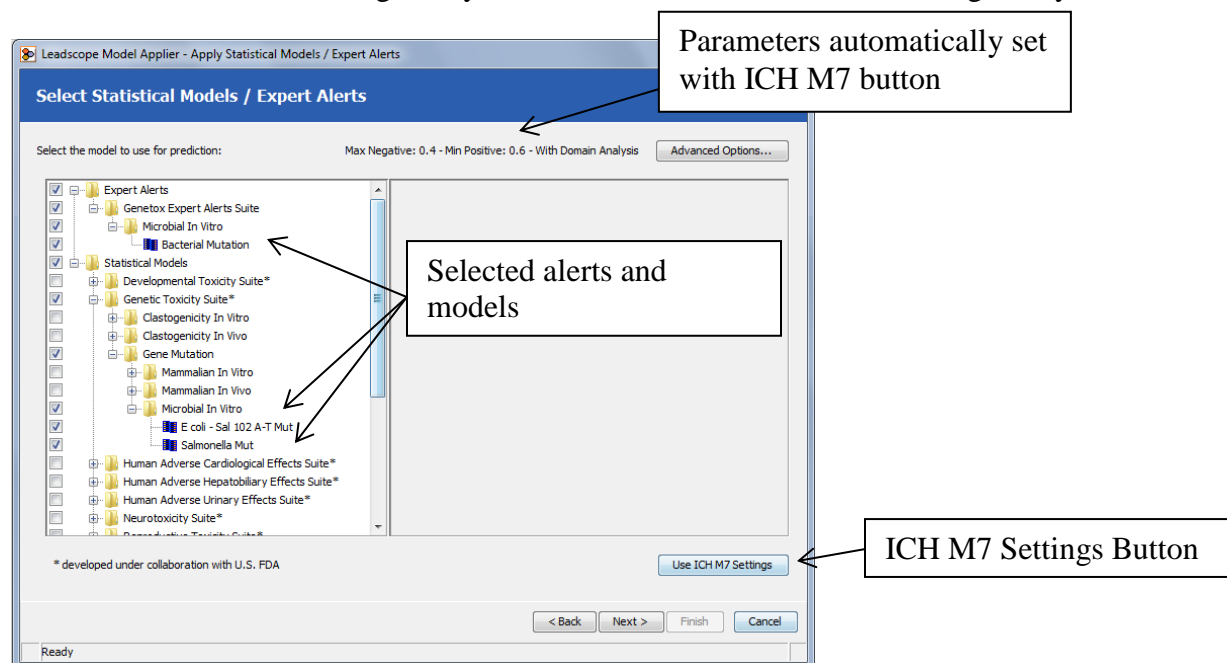 Parameters automatically set
with ICH M7 button
Leadscope Model Applier - Apply Statistical Models / Expert Alerts
Select Statistical Models / Expert Alerts
Select the model to use for prediction:
Max Negative: 0.4 - Min Positive: 0.6 - With Domain Analysis
Advanced Options...
Expert Alerts
Genetox Expert Alerts Suite
Microbial In Vitro
Bacterial Mutation
Statistical Models
Developmental Toxicity Suite*
Genetic Toxicity Suite*
Clastogenicity In Vitro
Clastogenicity In Vivo
Gene Mutation
Mammalian In Vitro
Mammalian In Vivo
Microbial In Vitro
E coli - Sal 102 A-T Mut
Salmonella Mut
Human Adverse Cardiological Effects Suite*
Human Adverse Hepatobiliary Effects Suite*
Human Adverse Urinary Effects Suite*
Neurotoxicity Suite*
Selected alerts and
models
* developed under collaboration with U.S. FDA
Use ICH M7 Settings
ICH M7 Settings Button
< Back
Next >
Finish
Cancel
Ready